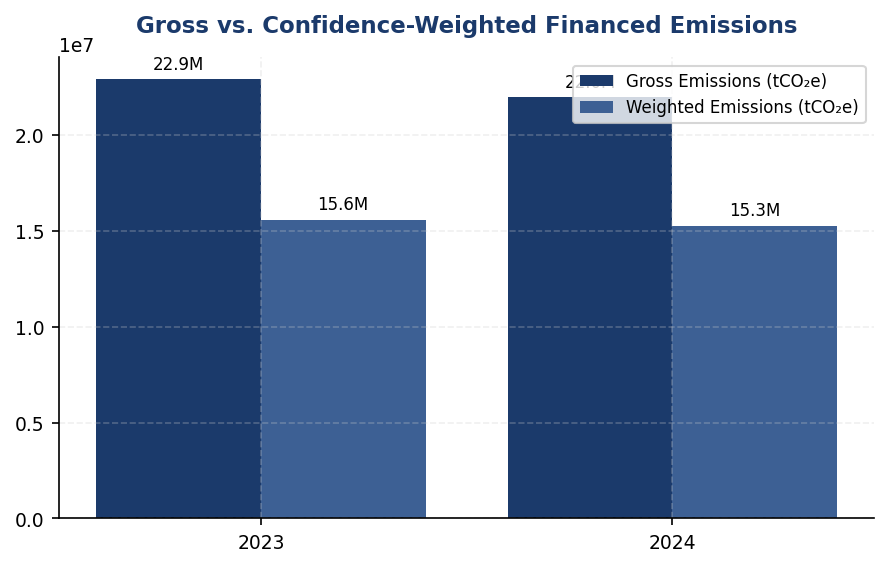 Gross vs. Confidence-Weighted Financed Emissions
1e7
22.9M
Gross Emissions (tCO₂e)
Weighted Emissions (tCO₂e)
2.0
15.6M
15.3M
1.5
1.0
0.5
0.0
2023
2024